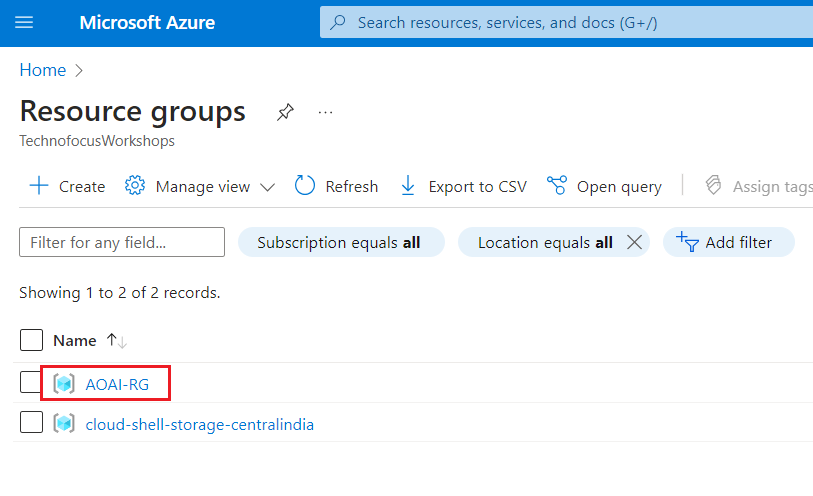 Microsoft Azure
Search resources, services, and docs (G+/)
Home
Resource groups
TechnofocusWorkshops
Create Manage view Refresh Export to CSV Open query Assign tags
Filter for any field... Subscription equals all Location equals all Add filter
Showing 1 to 2 of 2 records.
Name
AOAI-RG
cloud-shell-storage-centralindia